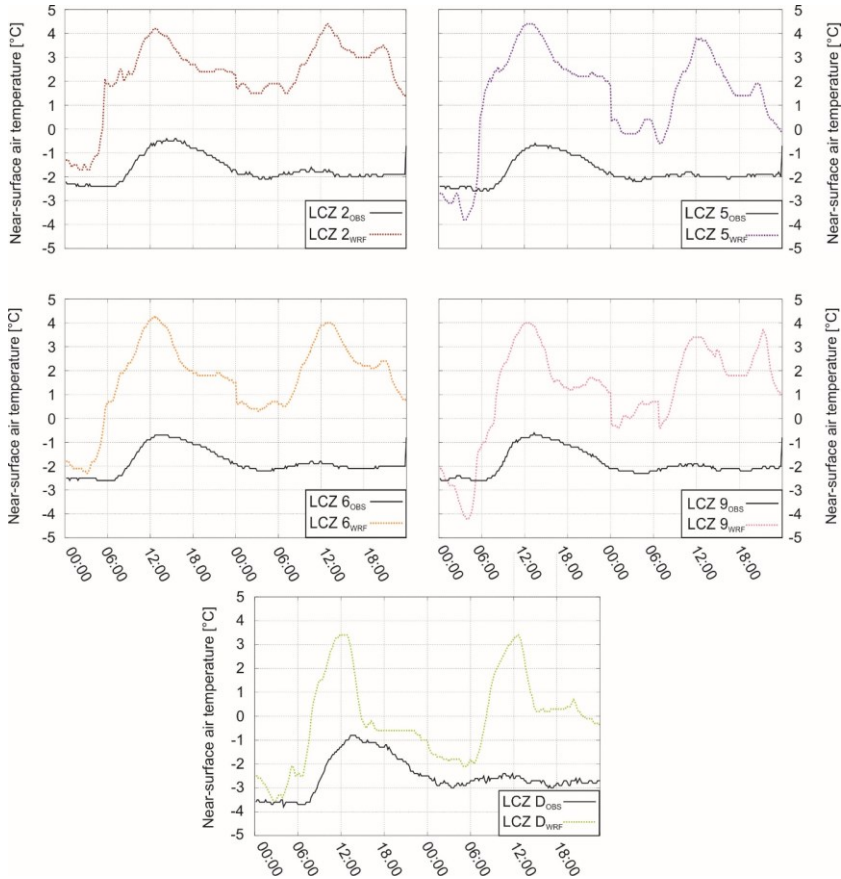 5 5
4 4
3 3
2 2
1 1
0 0
-1 -1
-2 -2
-3 -3
-4 -4
-5 -5
Near-surface air temperature [°C]
Near-surface air temperature [°C]
LCZ 2OBS
LCZ 2WRF
LCZ 5OBS
LCZ 5WRF
5 5
4 4
3 3
2 2
1 1
0 0
-1 -1
-2 -2
-3 -3
-4 -4
-5 -5
Near-surface air temperature [°C]
Near-surface air temperature [°C]
LCZ 6OBS
LCZ 6WRF
LCZ 9OBS
LCZ 9WRF
00:00 06:00 12:00 18:00 00:00 06:00 12:00 18:00
00:00 06:00 12:00 18:00 00:00 06:00 12:00 18:00
5
4
3
2
1
0
-1
-2
-3
-4
-5
Near-surface air temperature [°C]
LCZ DOBS
LCZ DWRF
00:00 06:00 12:00 18:00 00:00 06:00 12:00 18:00